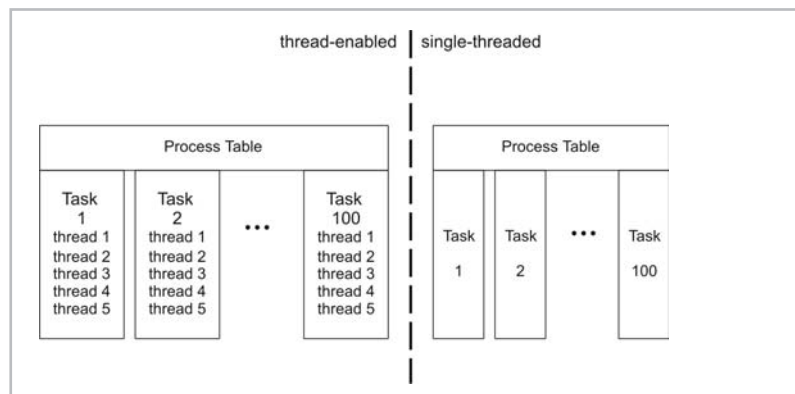 thread-enabled
single-threaded
Process Table
Task
1
thread 1
thread 2
thread 3
thread 4
thread 5
Task
2
thread 1
thread 2
thread 3
thread 4
thread 5
•••
Task
100
thread 1
thread 2
thread 3
thread 4
thread 5
Process Table
Task
1
Task
2
•••
Task
100